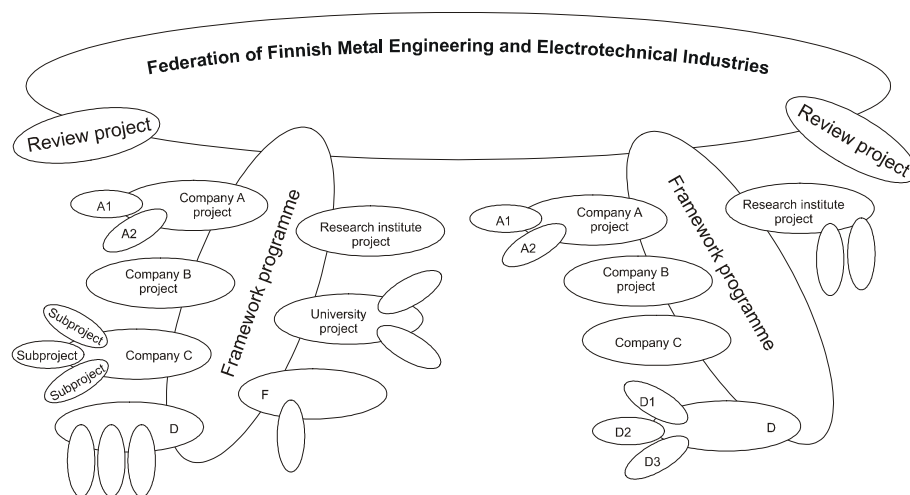 Federation of Finnish Metal Engineering and Electrotechnical Industries
Review project
Review project
Framework programme
A1
A2
Company A
project
Company B
project
Subproject
Subproject
Subproject
Company C
D
Research institute
project
University
project
F
Framework programme
A1
A2
Company A
project
Company B
project
Company C
D1
D2
D3
D
Research institute
project